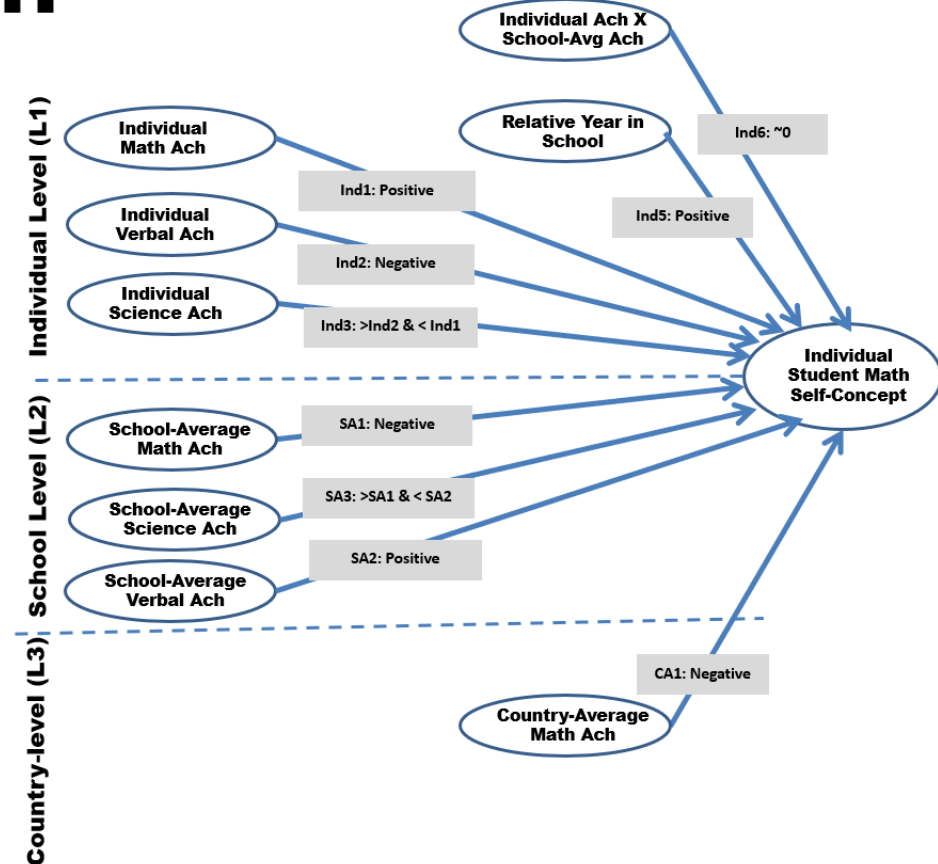 Individual Ach X
School-Avg Ach
Individual Level (L1)
Individual
Math Ach
Relative Year in
School
Ind6: ~0
Ind1: Positive
Ind5: Positive
Individual
Verbal Ach
Ind2: Negative
Individual
Science Ach
Ind3: >Ind2 & < Ind1
Individual
Student Math
Self-Concept
School Level (L2)
School-Average
Math Ach
SA1: Negative
School-Average
Science Ach
SA3: >SA1 & < SA2
SA2: Positive
School-Average
Verbal Ach
Country-level (L3)
CA1: Negative
Country-Average
Math Ach